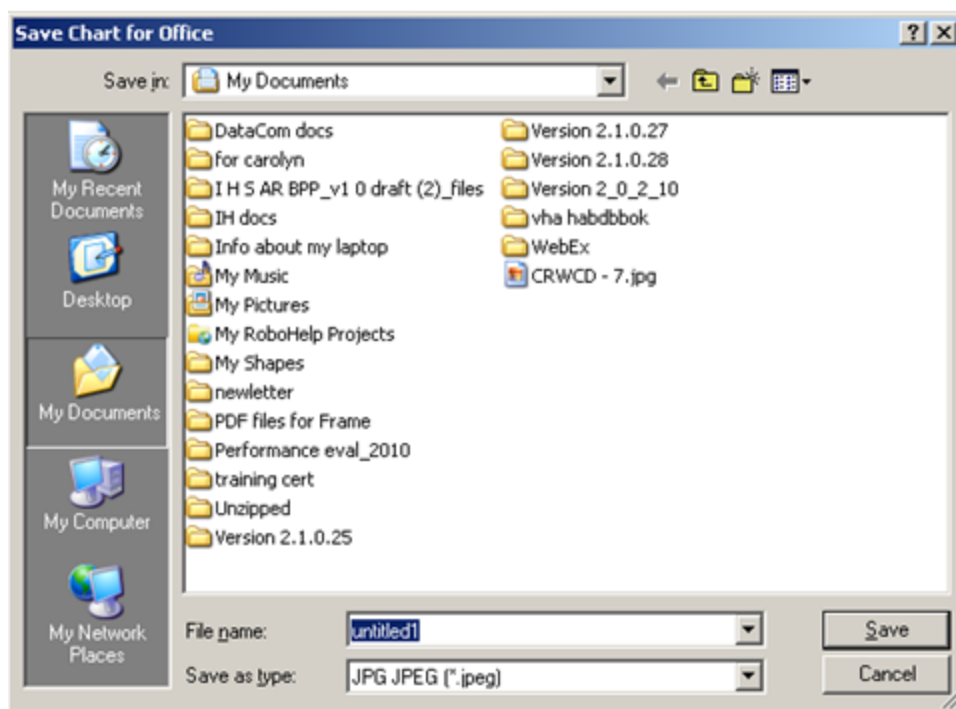 Save Chart for Office
Save in:
My Documents
My Recent
Documents
Desktop
My Documents
My Computer
My Network
Places
DataCom docs
for carolyn
I H S AR BPP_v1 0 draft (2)_files
IH docs
Info about my laptop
My Music
My Pictures
My RoboHelp Projects
My Shapes
newletter
PDF files for Frame
Performance eval_2010
training cert
Unzipped
Version 2.1.0.25
Version 2.1.0.27
Version 2.1.0.28
Version 2_0_2_10
vha habdbbok
WebEx
CRWCD - 7.jpg
File name:
untitled1
Save
Save as type:
JPG JPEG (*.jpeg)
Cancel